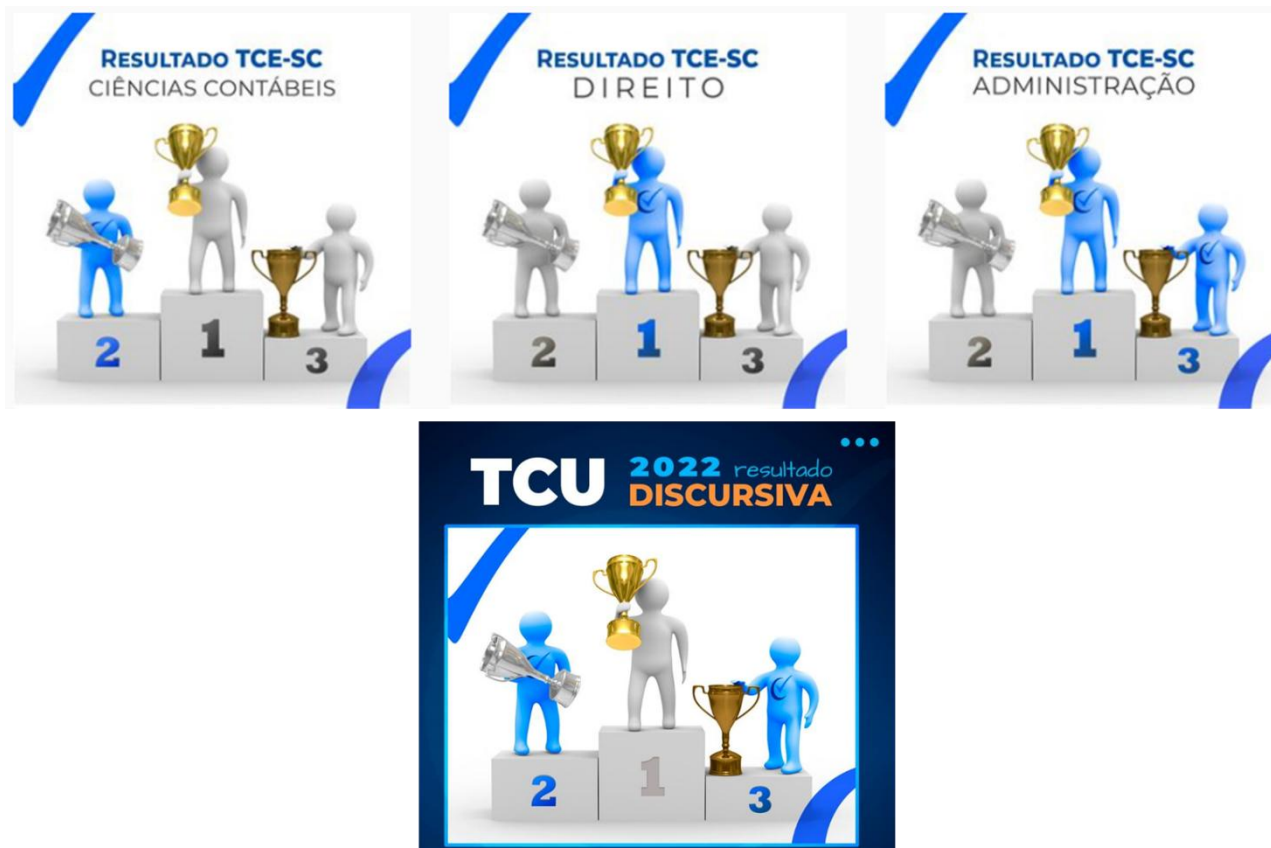 RESULTADO TCE-SC
CIÊNCIAS CONTÁBEIS
2
1
3
RESULTADO TCE-SC
DIREITO
2
1
3
RESULTADO TCE-SC
ADMINISTRAÇÃO
2
1
3
TCU 2022 resultado
DISCURSIVA
2
1
3